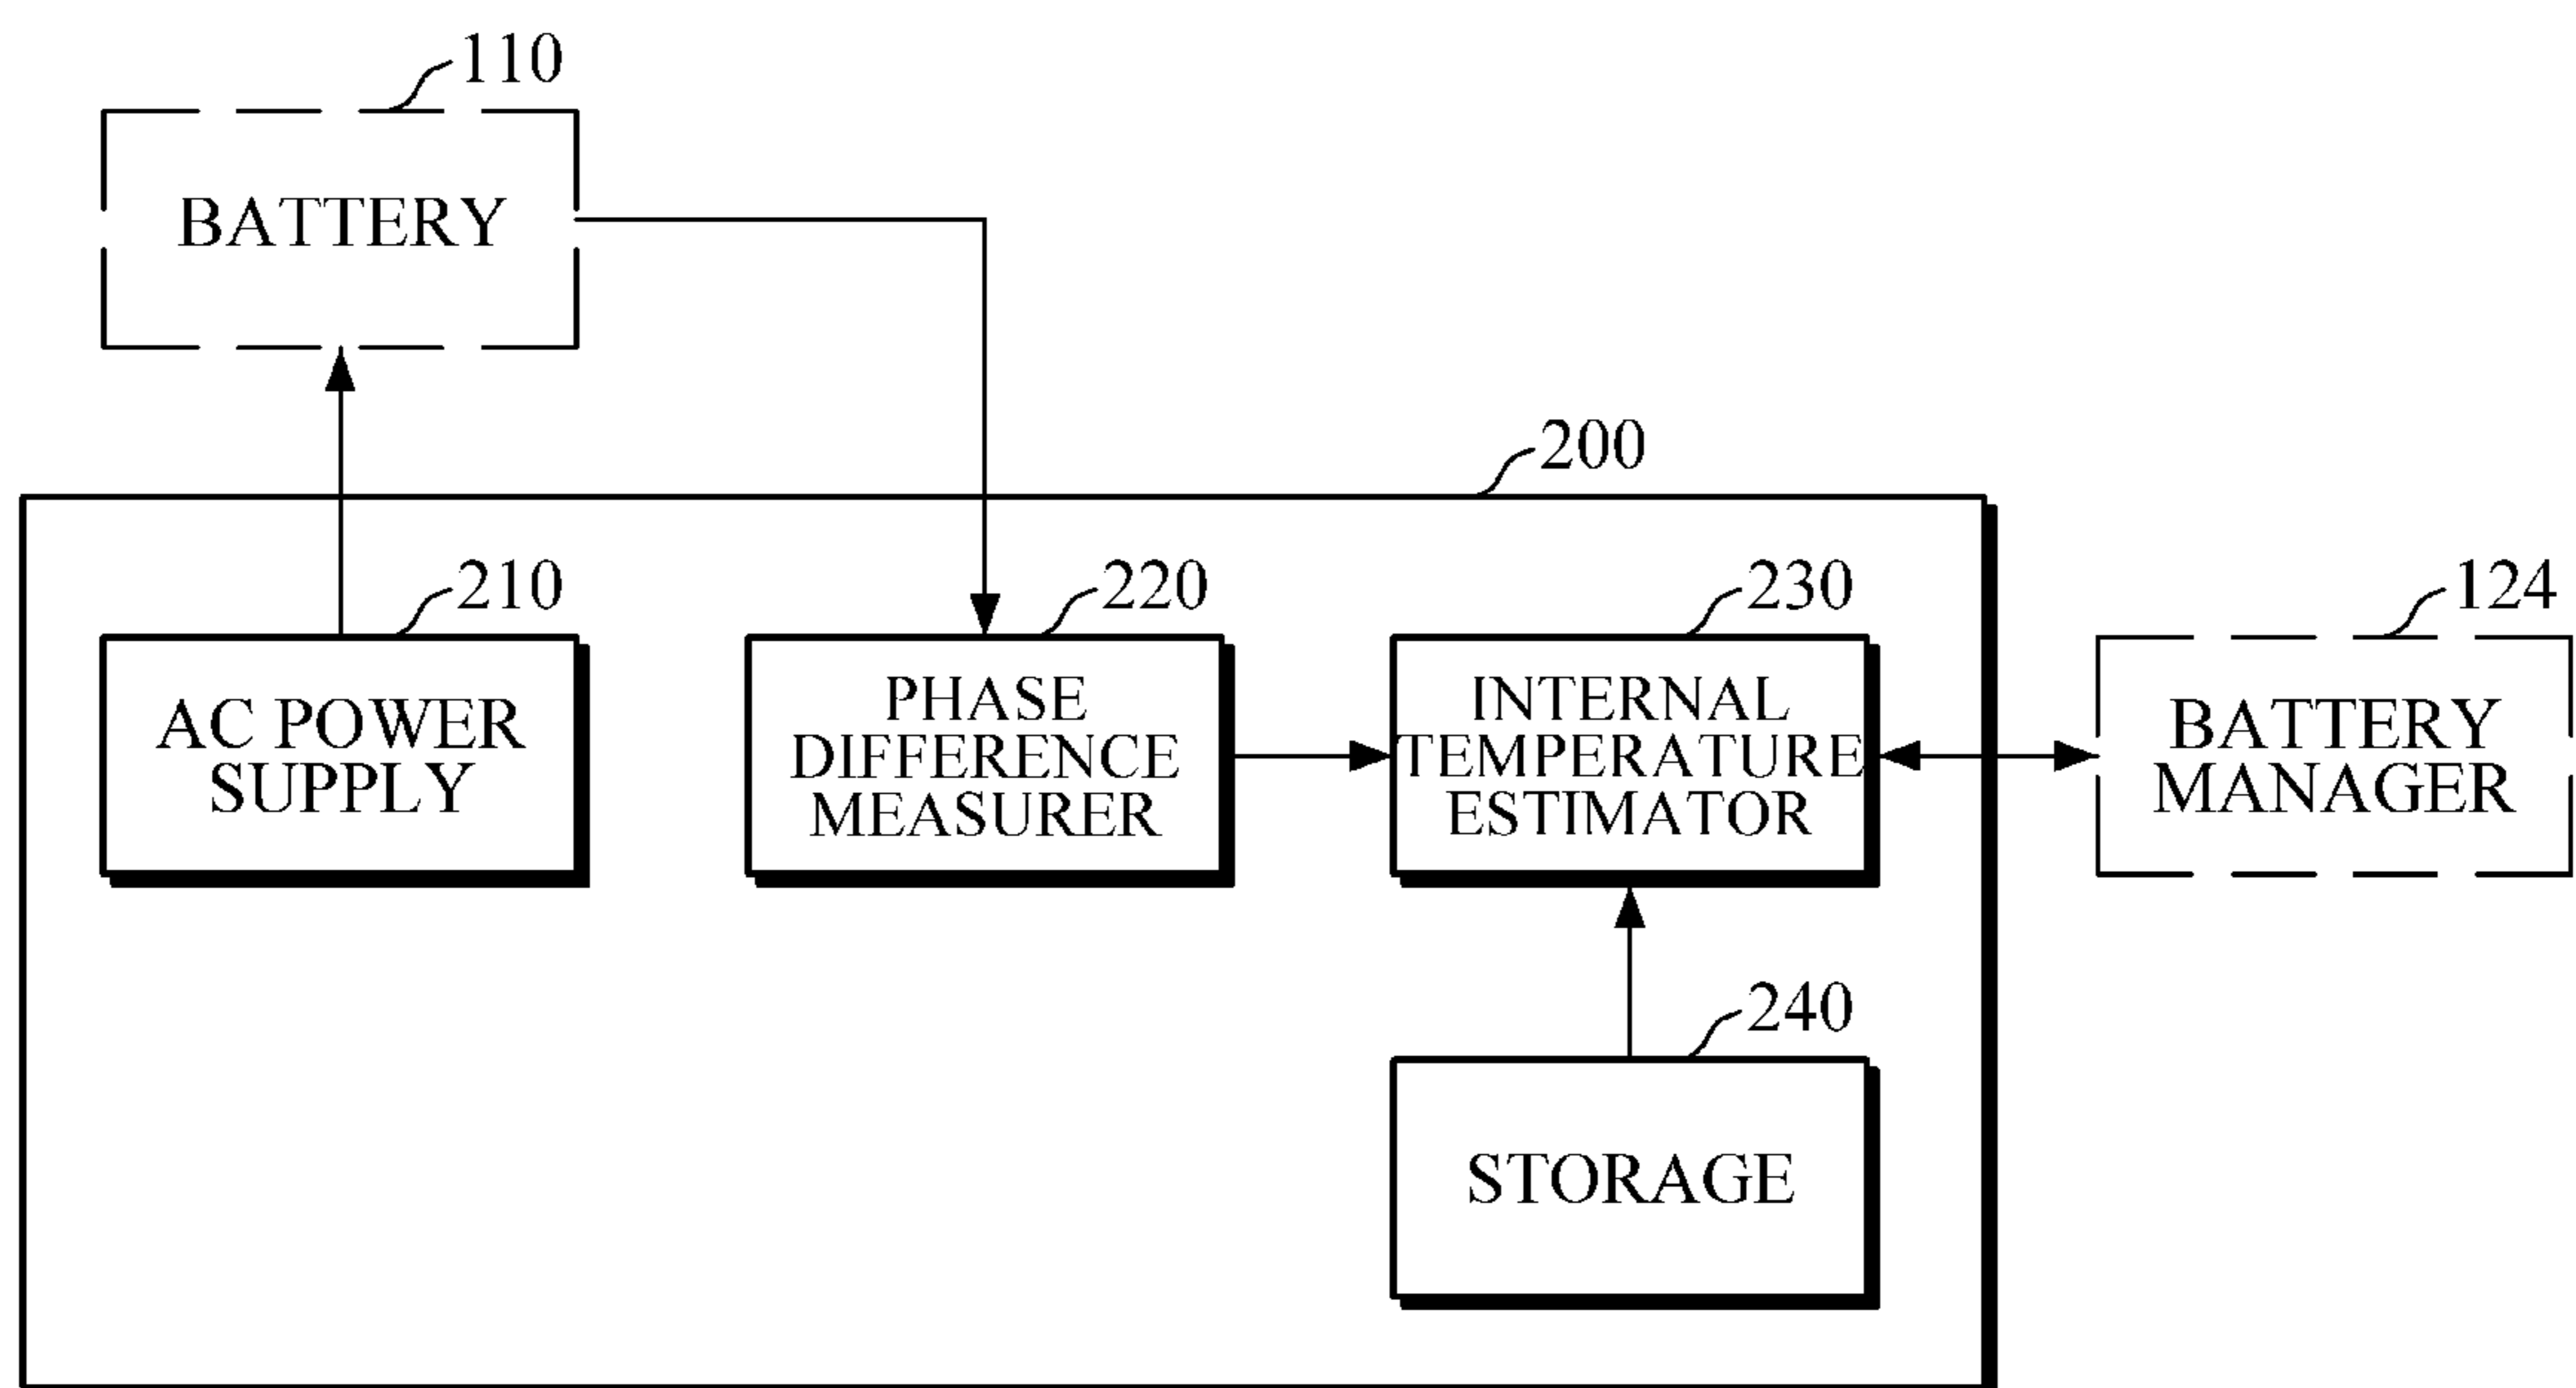 110
BATTERY
200
210
AC POWER
SUPPLY
220
PHASE
DIFFERENCE
MEASURER
230
INTERNAL
TEMPERATURE
ESTIMATOR
124
BATTERY
MANAGER
240
STORAGE